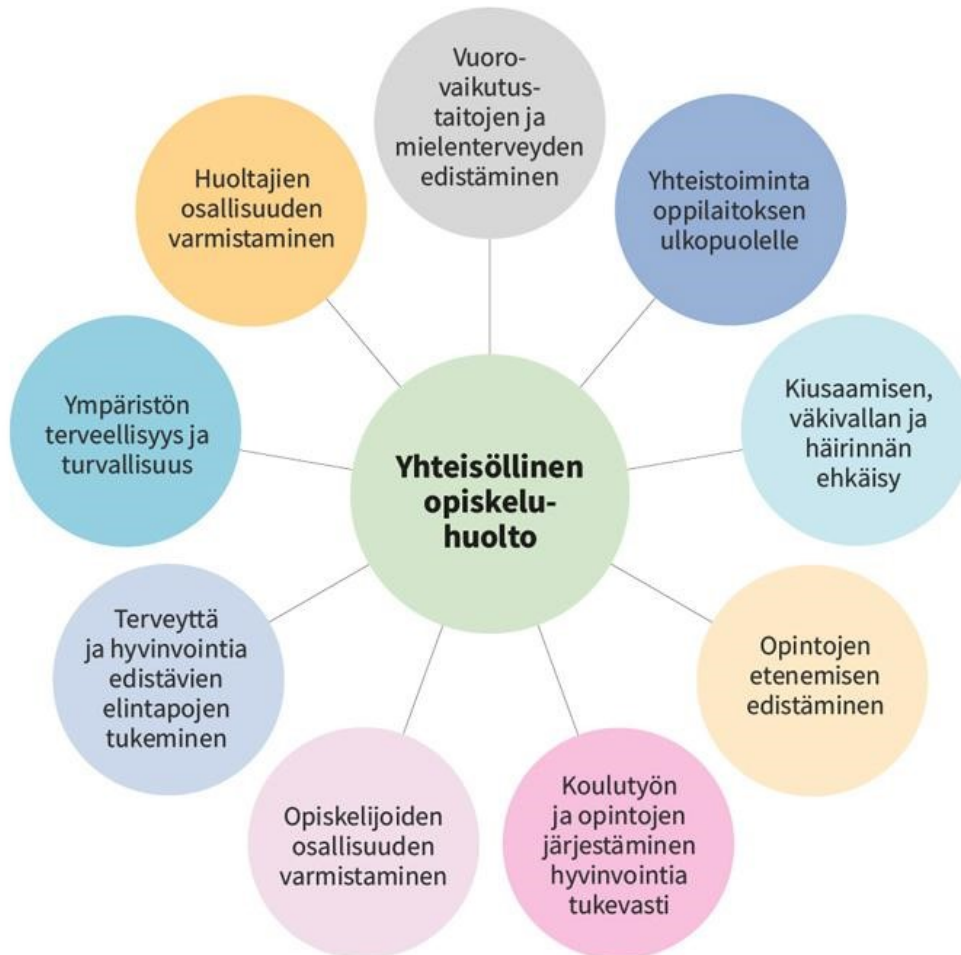 Vuoro-
vaikutus-
taitojen ja
mielenterveyden
edistäminen
Yhteistoiminta
oppilaitoksen
ulkopuolelle
Kiusaamisen,
väkivallan ja
häirinnän
ehkäisy
Opintojen
etenemisen
edistäminen
Koulutyön
ja opintojen
järjestäminen
hyvinvointia
tukevasti
Opiskelijoiden
osallisuuden
varmistaminen
Terveyttä
ja hyvinvointia
edistävien
elintapojen
tukeminen
Ympäristön
terveellisyys ja
turvallisuus
Huoltajien
osallisuuden
varmistaminen
Yhteisöllinen
opiskelu-
huolto